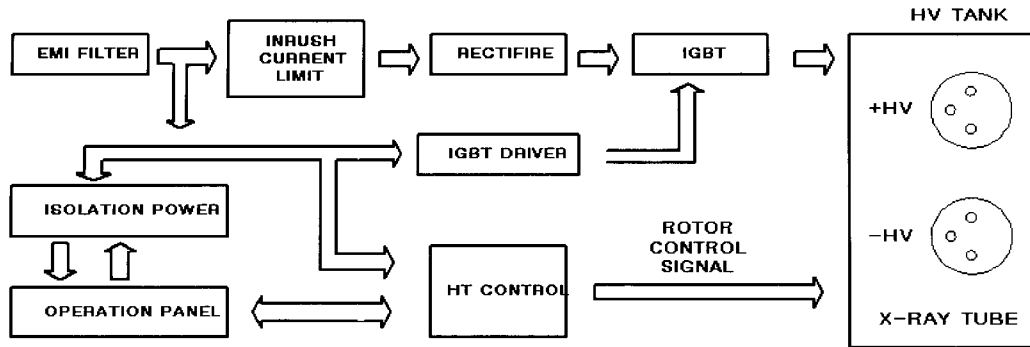 HV TANK
EMI FILTER
INRUSH
CURRENT
LIMIT
RECTIFIRE
IGBT
+HV
IGBT DRIVER
ISOLATION POWER
ROTOR
CONTROL
SIGNAL
-HV
HT CONTROL
OPERATION PANEL
X-RAY TUBE